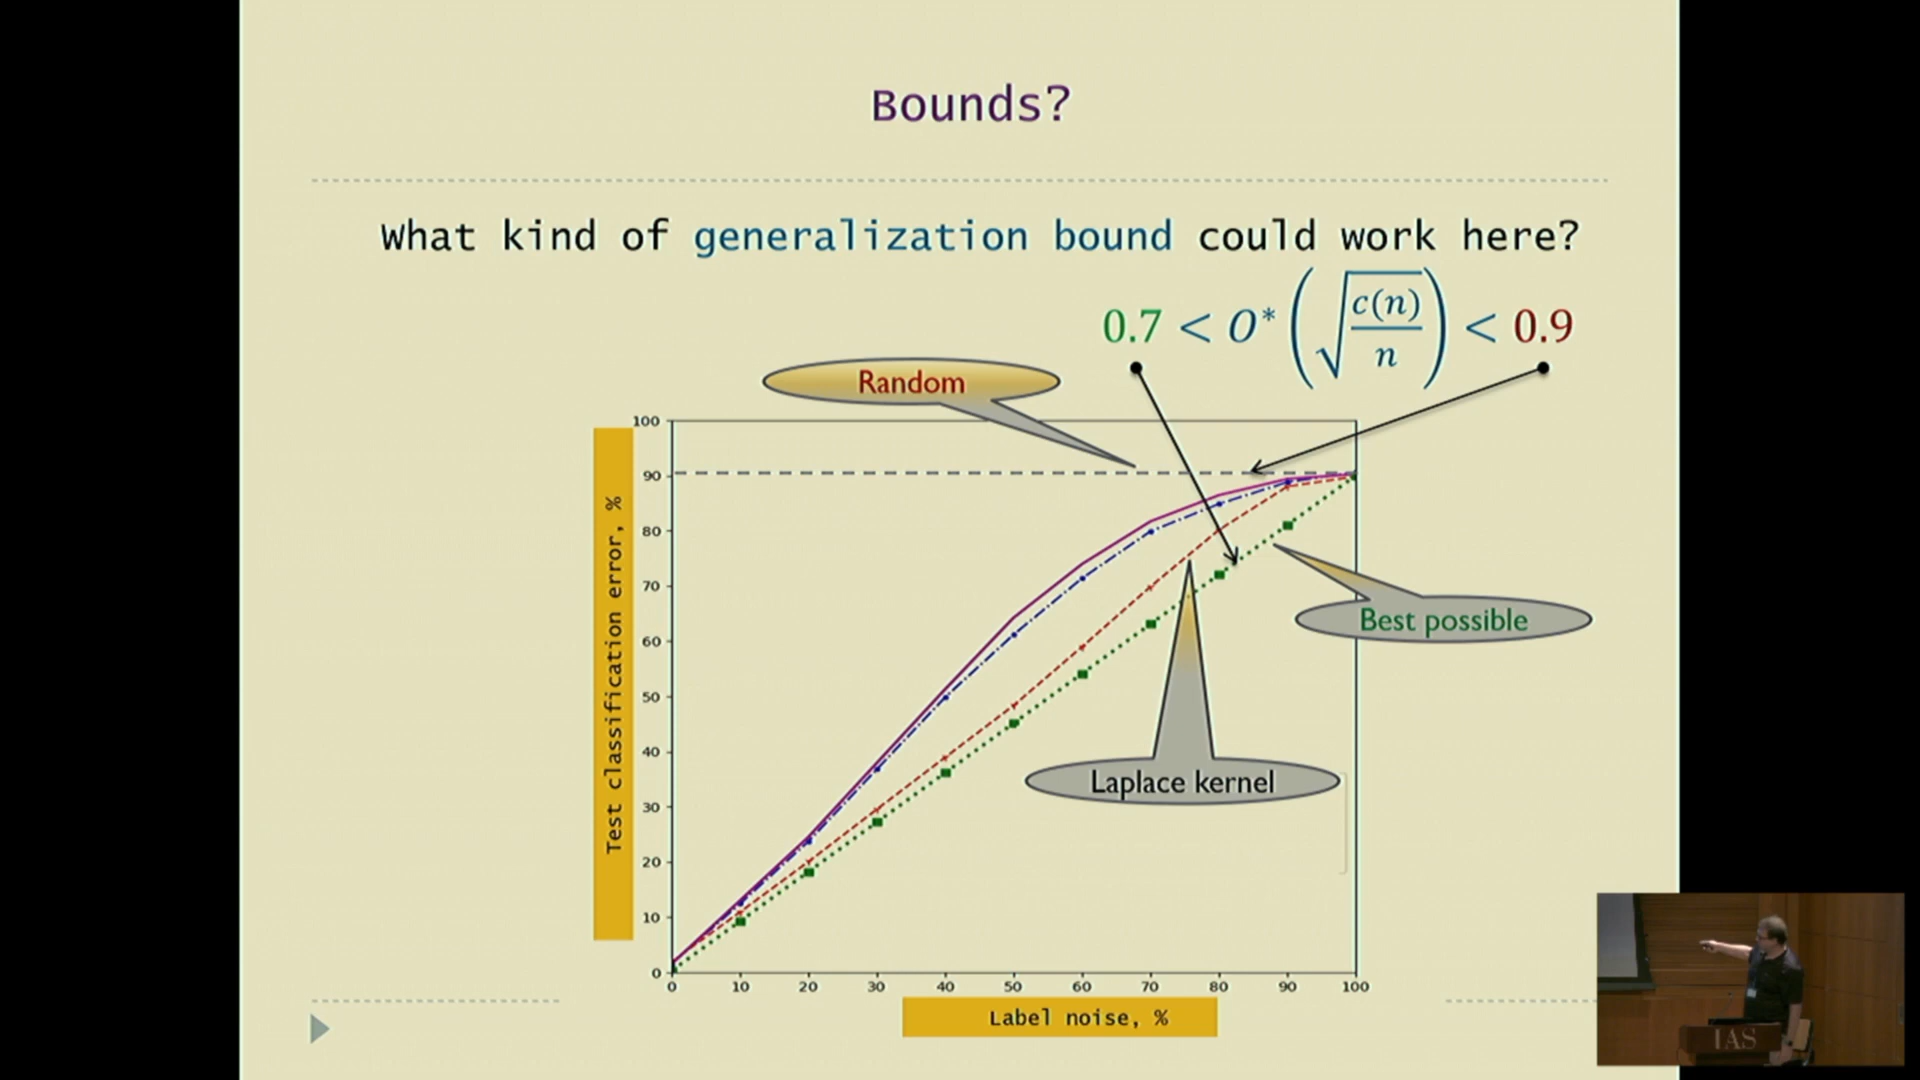 Bounds?
What kind of generalization bound could work here?
0.7 < O*(√(c(n)/n)) < 0.9
Random
100
90
80
70
60
50
40
30
20
10
0
Test classification error, %
Best possible
Laplace kernel
0 10 20 30 40 50 60 70 80 90 100
Label noise, %
IAS